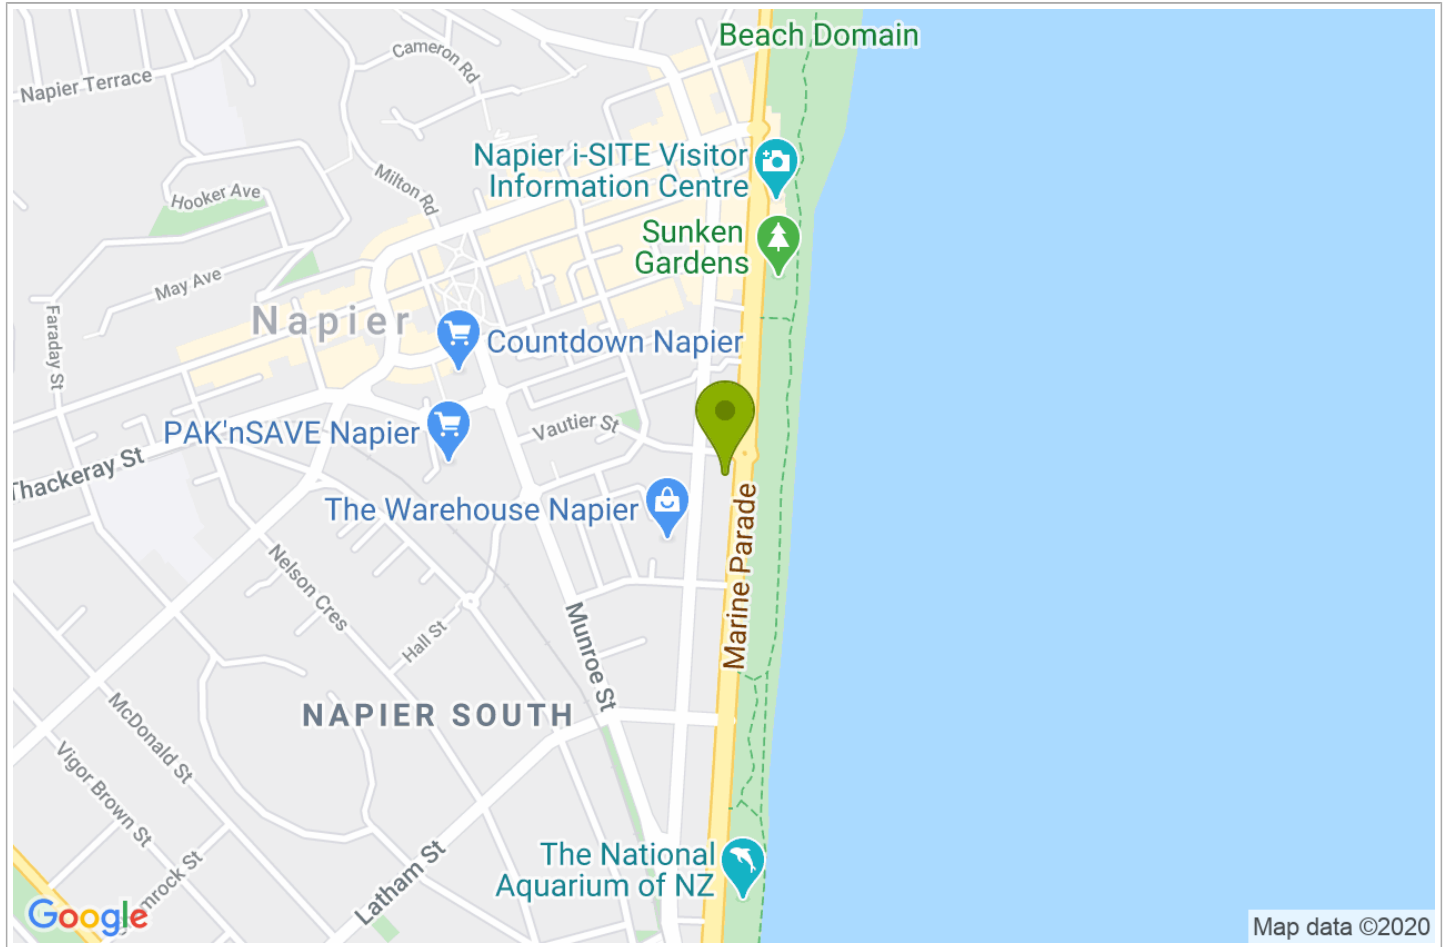 Beach Domain
Cameron Rd
Napier Terrace
Napier i-SITE Visitor
Information Centre
Milton Rd
Hooker Ave
Sunken
Gardens
May Ave
Faraday St
Napier
Countdown Napier
Vautier St
PAK'nSAVE Napier
Thackeray St
The Warehouse Napier
Marine Parade
Nelson Cres
Hall St
Munroe St
NAPIER SOUTH
McDonald St
Vigor Brown St
The National
Aquarium of NZ
Latham St
St
Google
Map data ©2020